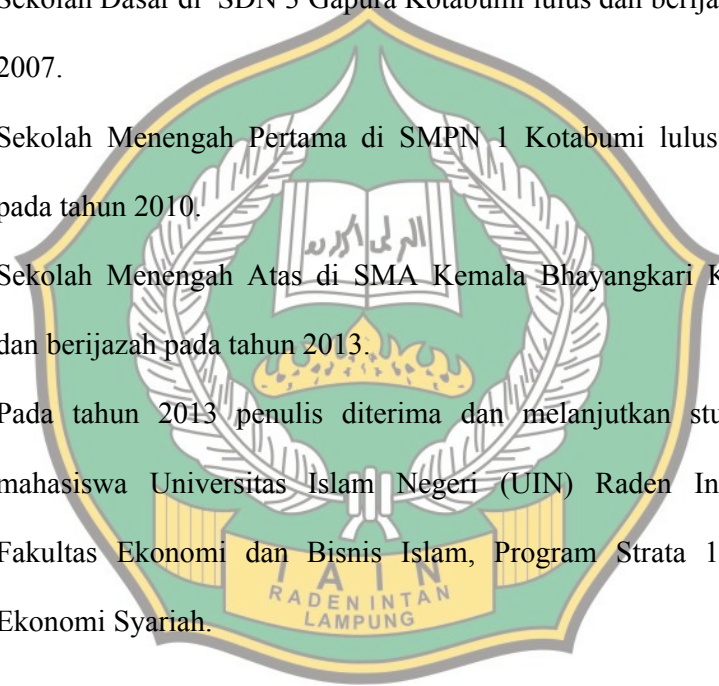 Sekolah Dasar di SDN 3 Gapura Kotabumi lulus dan berija
2007.
Sekolah Menengah Pertama di SMPN 1 Kotabumi lulus
pada tahun 2010.
Sekolah Menengah Atas di SMA Kemala Bhayangkari K
dan berijazah pada tahun 2013.
Pada tahun 2013 penulis diterima dan melanjutkan stu
mahasiswa Universitas Islam Negeri (UIN) Raden In
Fakultas Ekonomi dan Bisnis Islam, Program Strata 1
Ekonomi Syariah.
IAIN
RADEN INTAN
LAMPUNG